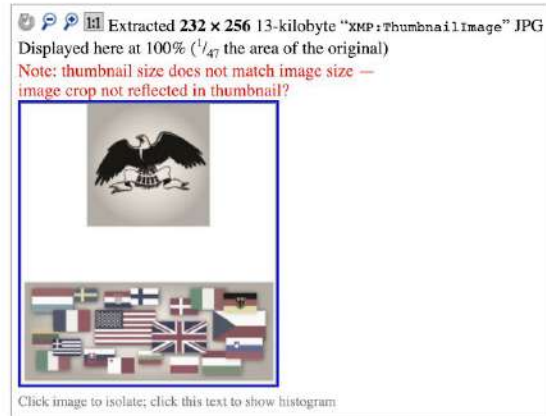 1:1 Extracted 232 × 256 13-kilobyte “XMP:ThumbnailImage” JPG
Displayed here at 100% (1/47 the area of the original)
Note: thumbnail size does not match image size —
image crop not reflected in thumbnail?
Click image to isolate; click this text to show histogram